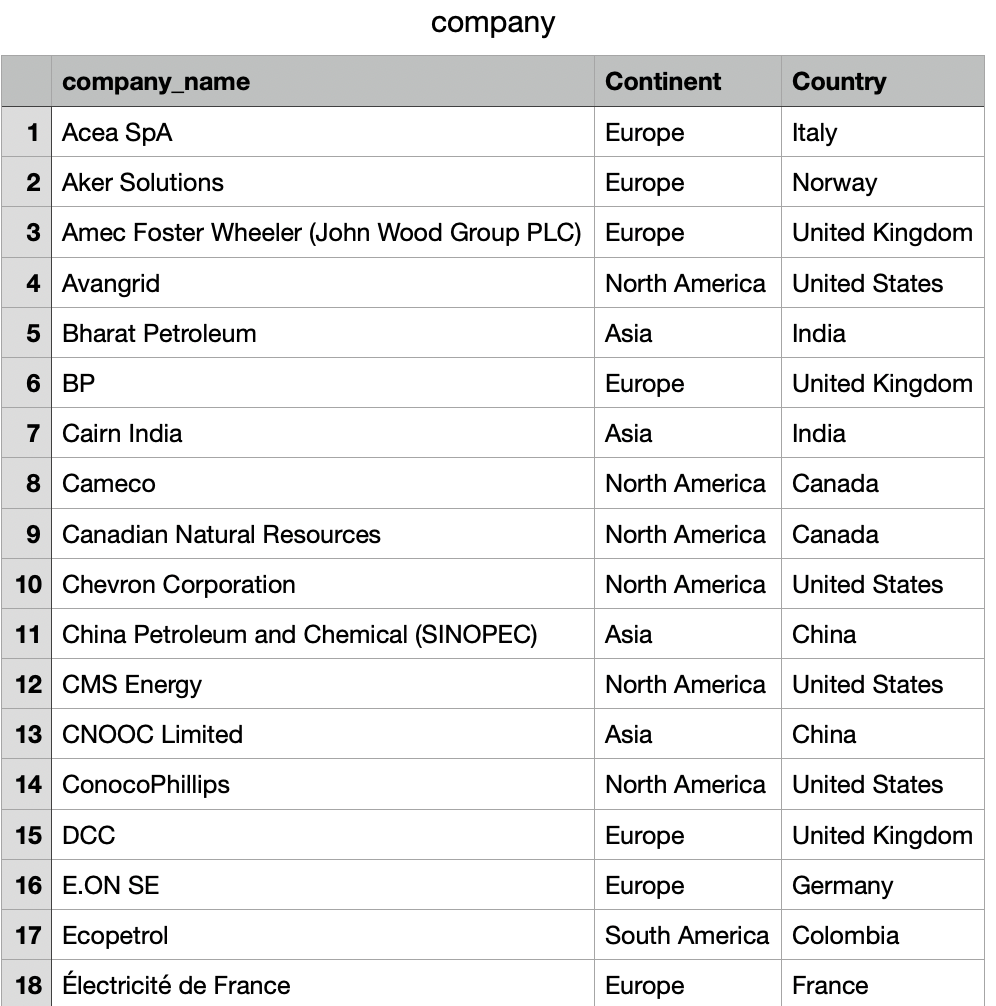 company
company_name Continent Country
1 Acea SpA Europe Italy
2 Aker Solutions Europe Norway
3 Amec Foster Wheeler (John Wood Group PLC) Europe United Kingdom
4 Avangrid North America United States
5 Bharat Petroleum Asia India
6 BP Europe United Kingdom
7 Cairn India Asia India
8 Cameco North America Canada
9 Canadian Natural Resources North America Canada
10 Chevron Corporation North America United States
11 China Petroleum and Chemical (SINOPEC) Asia China
12 CMS Energy North America United States
13 CNOOC Limited Asia China
14 ConocoPhillips North America United States
15 DCC Europe United Kingdom
16 E.ON SE Europe Germany
17 Ecopetrol South America Colombia
18 Électricité de France Europe France